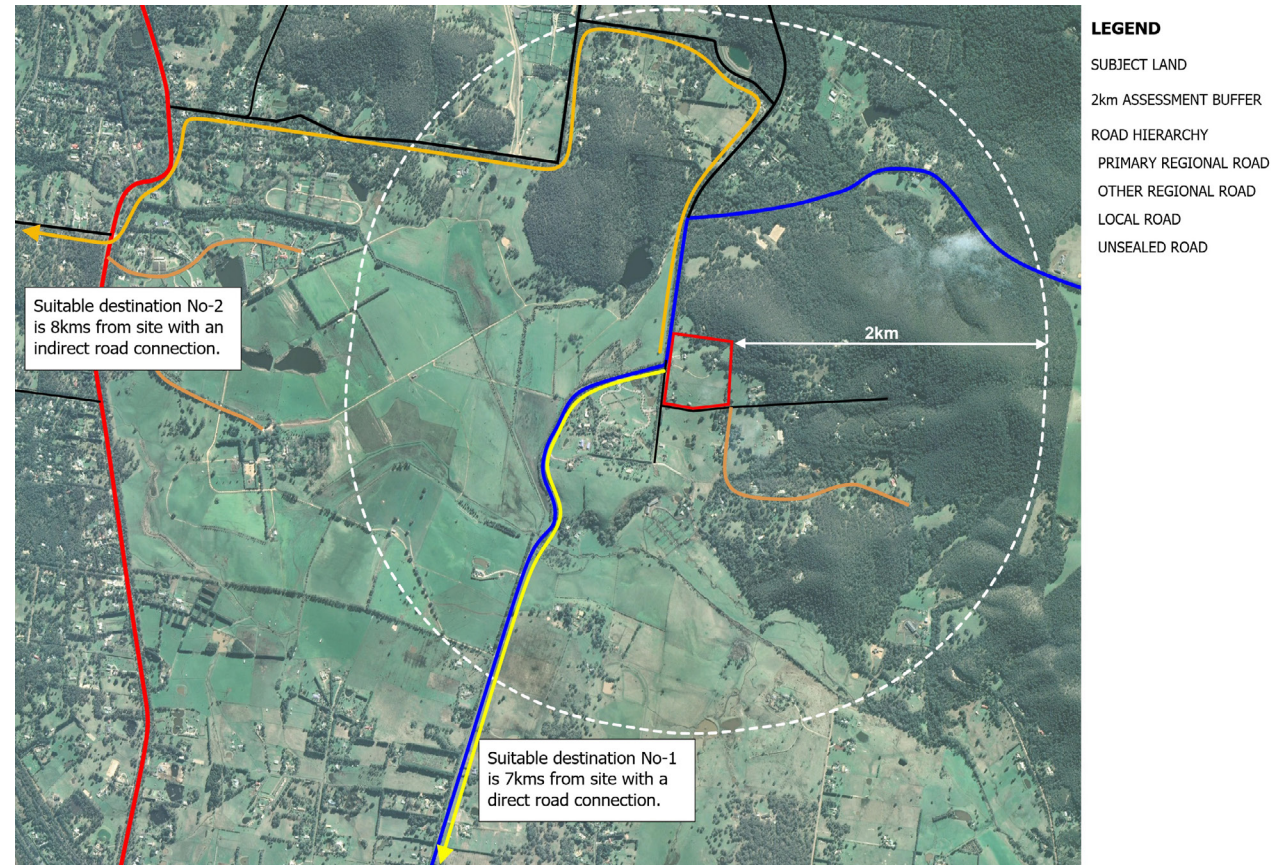 LEGEND
SUBJECT LAND
2km ASSESSMENT BUFFER
ROAD HIERARCHY
PRIMARY REGIONAL ROAD
OTHER REGIONAL ROAD
LOCAL ROAD
UNSEALED ROAD
Suitable destination No-2
is 8kms from site with an
indirect road connection.
2km
Suitable destination No-1
is 7kms from site with a
direct road connection.